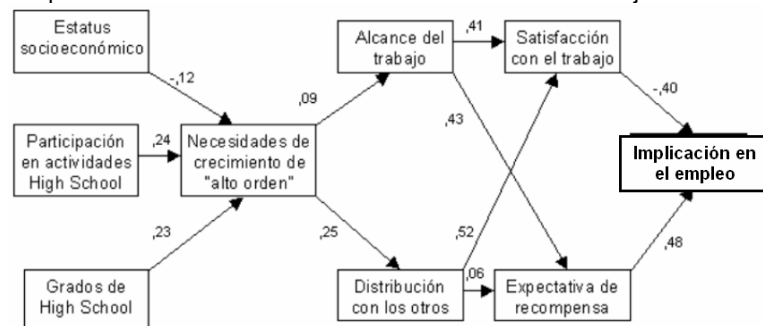 Estatus
socioeconómico
-,12
Participación
en actividades
High School
,24
Grados de
High School
,23
Necesidades de
crecimiento de
"alto orden"
,09
,25
Alcance del
trabajo
,41
,43
Distribución
con los otros
,52
,06
Satisfacción
con el trabajo
-,40
Expectativa de
recompensa
,48
Implicación en
el empleo